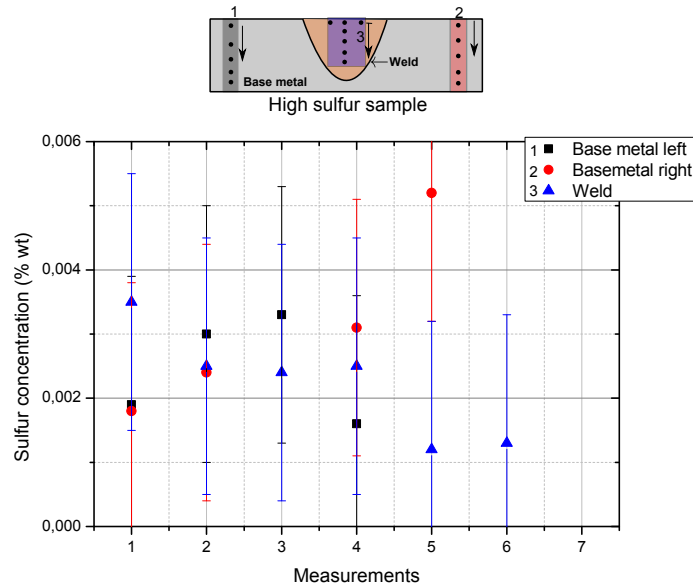 1
2
3
Weld
Base metal
High sulfur sample
1 Base metal left
2 Basemetal right
3 Weld
0,006
0,004
0,002
0,000
Sulfur concentration (% wt)
1 2 3 4 5 6 7
Measurements